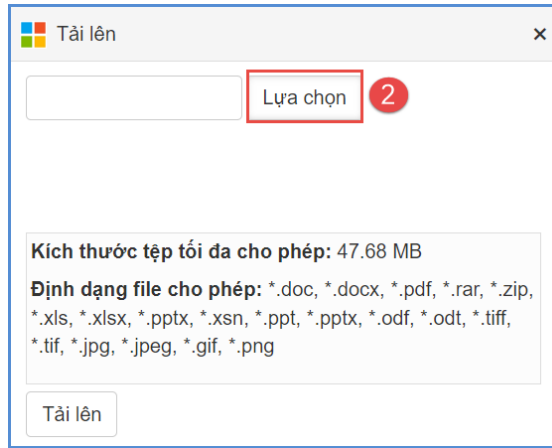 Tải lên ×
Lựa chọn 2
Kích thước tệp tối đa cho phép: 47.68 MB
Định dạng file cho phép: *.doc, *.docx, *.pdf, *.rar, *.zip,
*.xls, *.xlsx, *.pptx, *.xsn, *.ppt, *.pptx, *.odf, *.odt, *.tiff,
*.tif, *.jpg, *.jpeg, *.gif, *.png
Tải lên